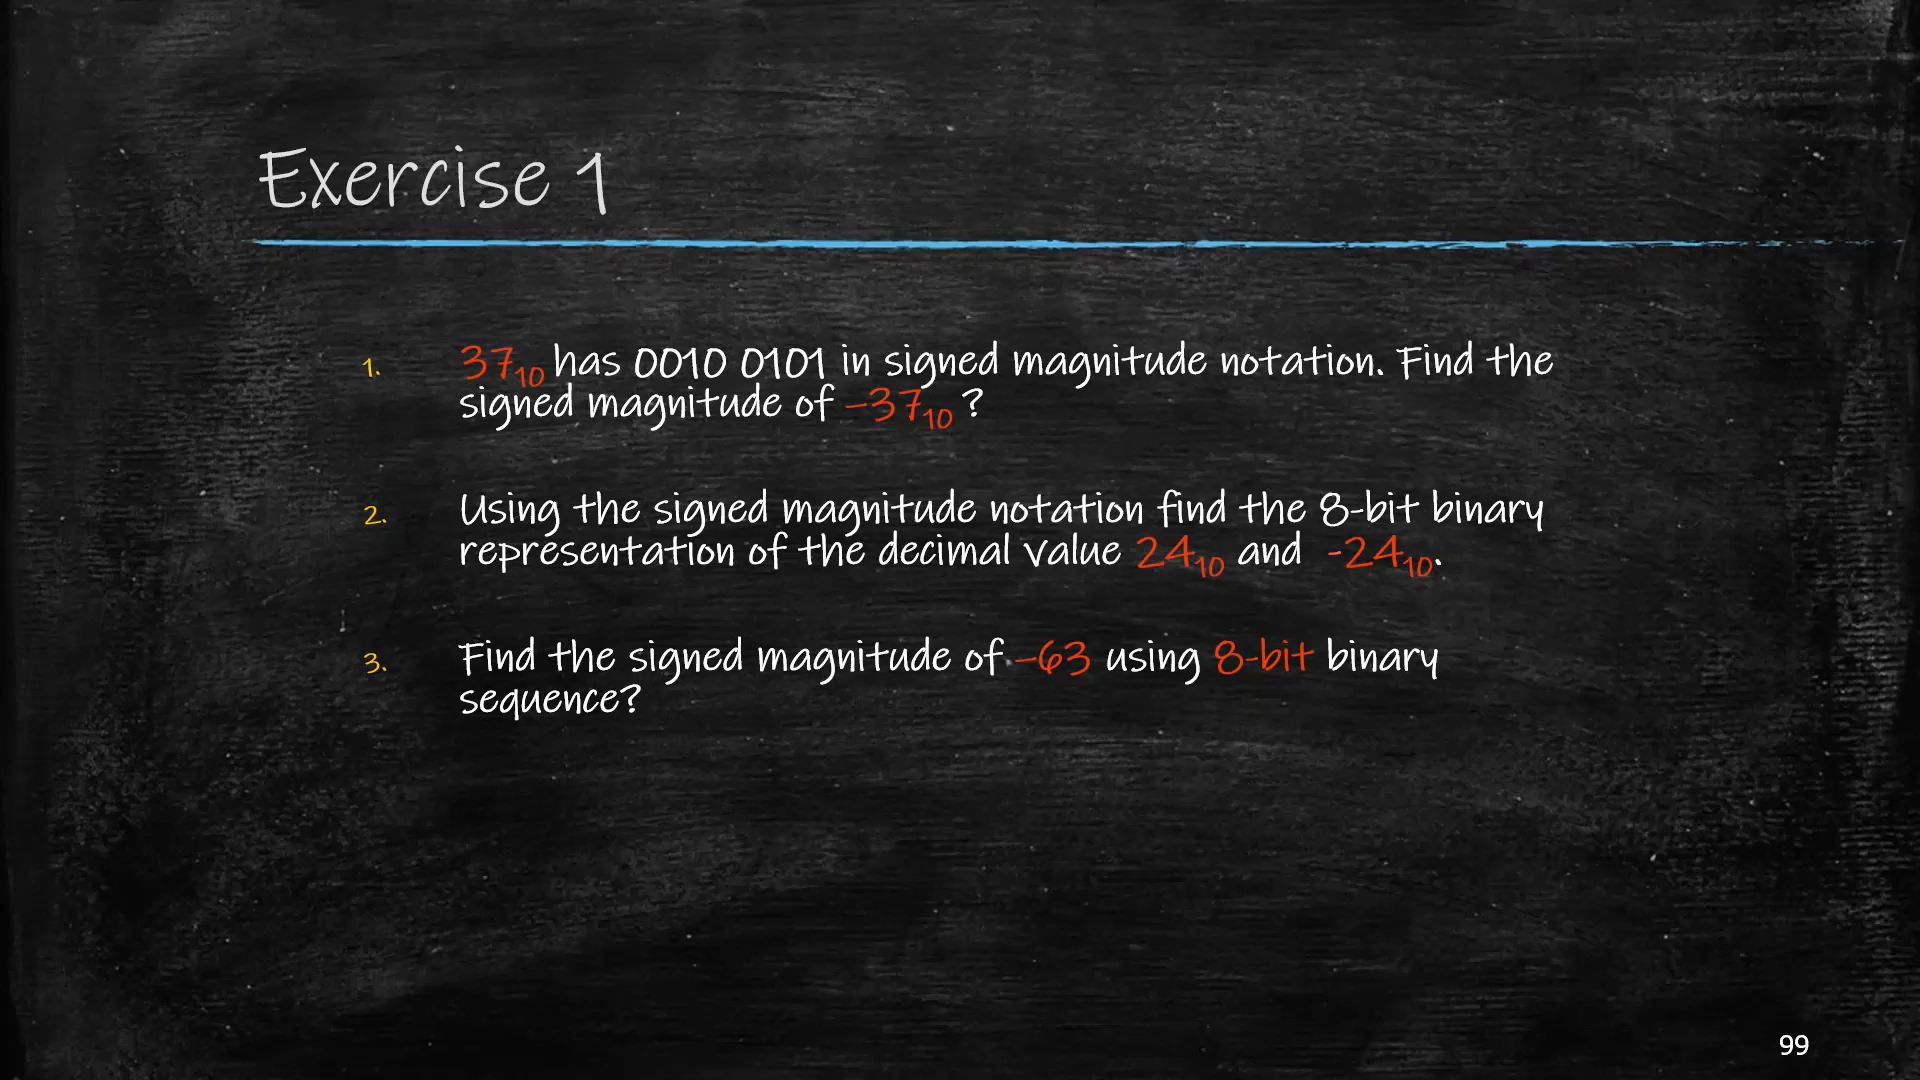 Exercise 1
1. 37₁₀ has 0010 0101 in signed magnitude notation. Find the
signed magnitude of –37₁₀ ?
2. Using the signed magnitude notation find the 8-bit binary
representation of the decimal value 24₁₀ and -24₁₀.
3. Find the signed magnitude of –63 using 8-bit binary
sequence?
99